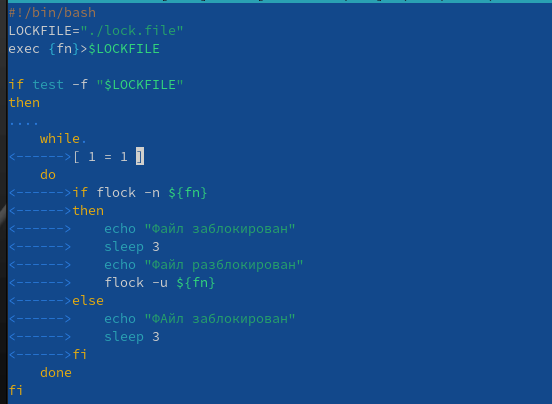 #!/bin/bash
LOCKFILE="./lock.file"
exec {fn}>$LOCKFILE
if test -f "$LOCKFILE"
then
....
while.
<------>[ 1 = 1 ]
do
<------>if flock -n ${fn}
<------>then
<------> echo "Файл заблокирован"
<------> sleep 3
<------> echo "Файл разблокирован"
<------> flock -u ${fn}
<------>else
<------> echo "ФАйл заблокирован"
<------> sleep 3
<------>fi
done
fi